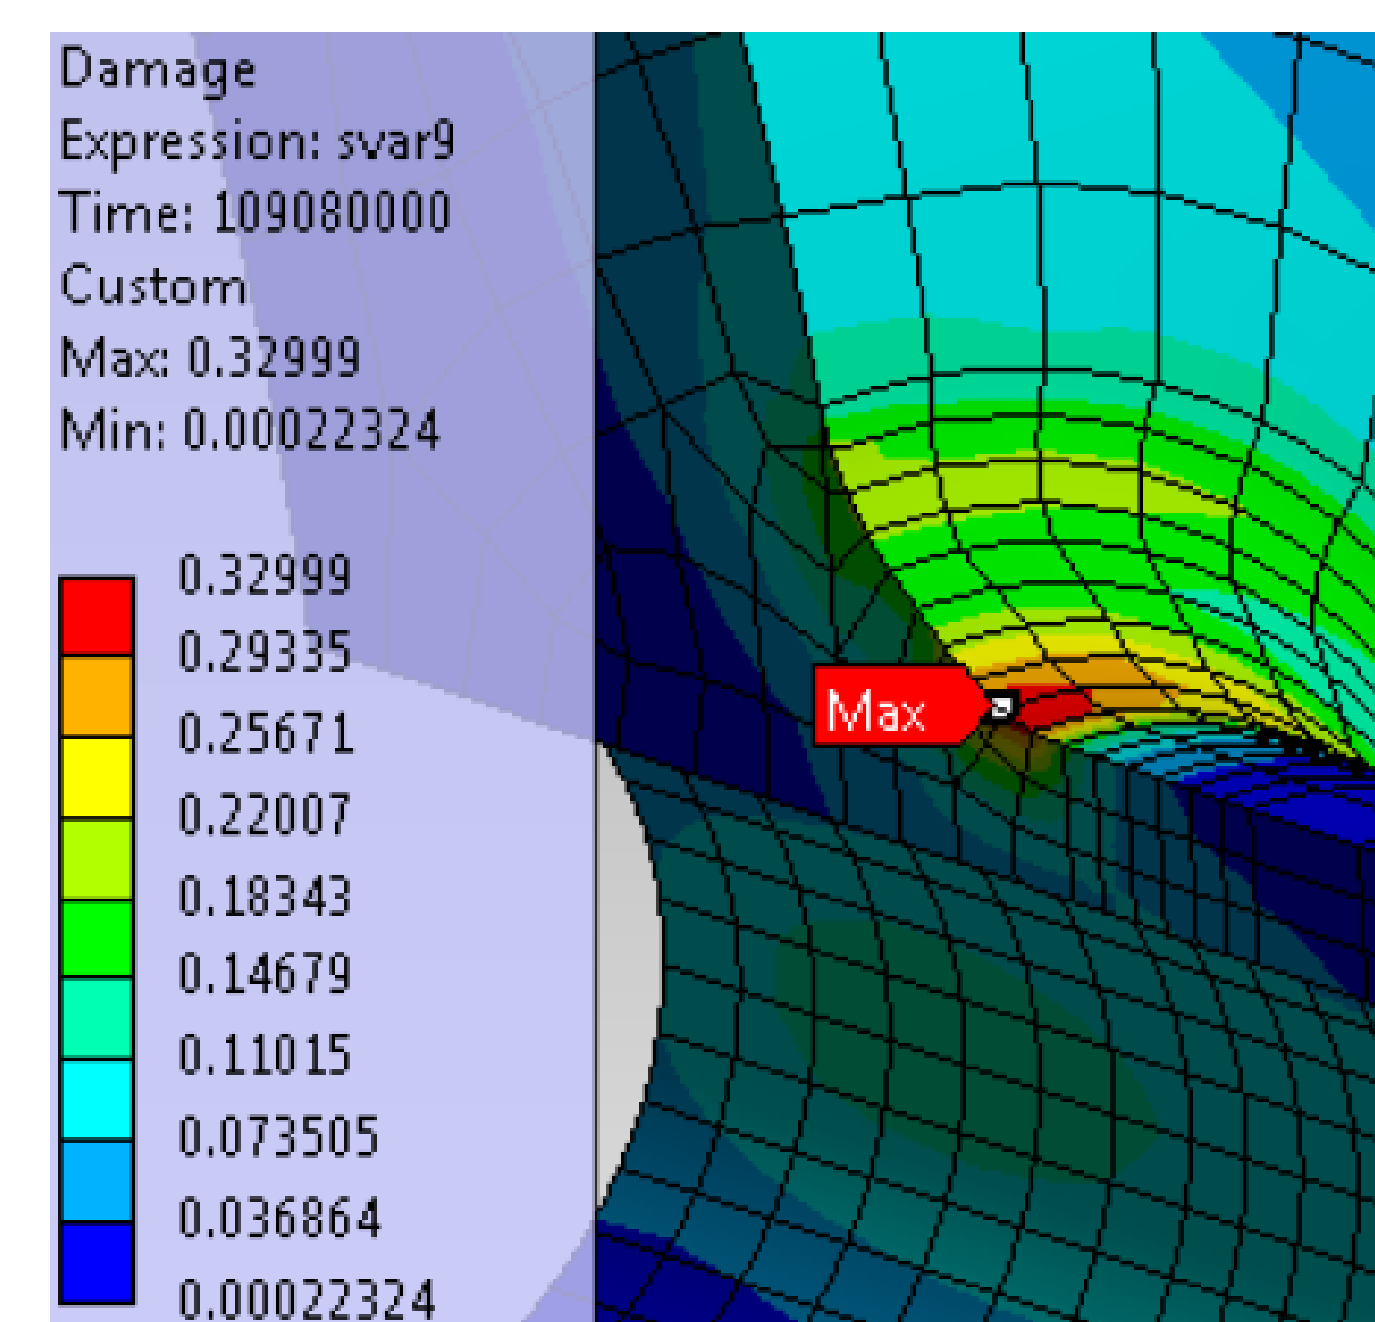 Damage
Expression: svar9
Time: 109080000
Custom
Max: 0.32999
Min: 0.00022324
0.32999
0.29335
0.25671
0.22007
0.18343
0.14679
0.11015
0.073505
0.036864
0.00022324
Max